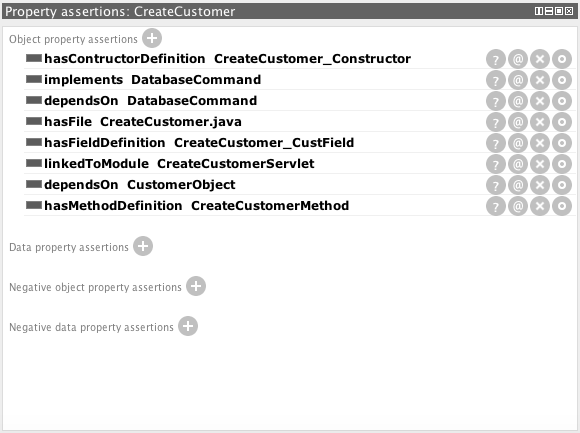 Property assertions: CreateCustomer
Object property assertions
hasContructorDefinition CreateCustomer_Constructor
implements DatabaseCommand
dependsOn DatabaseCommand
hasFile CreateCustomer.java
hasFieldDefinition CreateCustomer_CustField
linkedToModule CreateCustomerServlet
dependsOn CustomerObject
hasMethodDefinition CreateCustomerMethod
Data property assertions
Negative object property assertions
Negative data property assertions